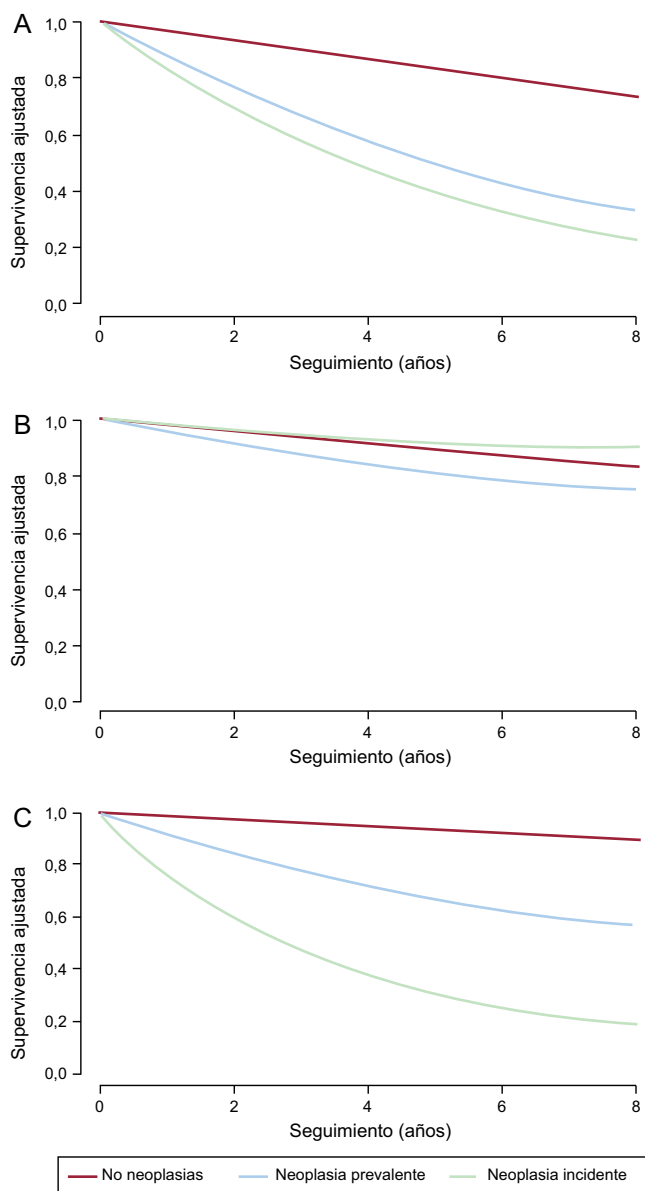 A
Supervivencia ajustada
1,0
0,8
0,6
0,4
0,2
0,0
0 2 4 6 8
Seguimiento (años)
B
Supervivencia ajustada
1,0
0,8
0,6
0,4
0,2
0,0
0 2 4 6 8
Seguimiento (años)
C
Supervivencia ajustada
1,0
0,8
0,6
0,4
0,2
0,0
0 2 4 6 8
Seguimiento (años)
No neoplasias Neoplasia prevalente Neoplasia incidente